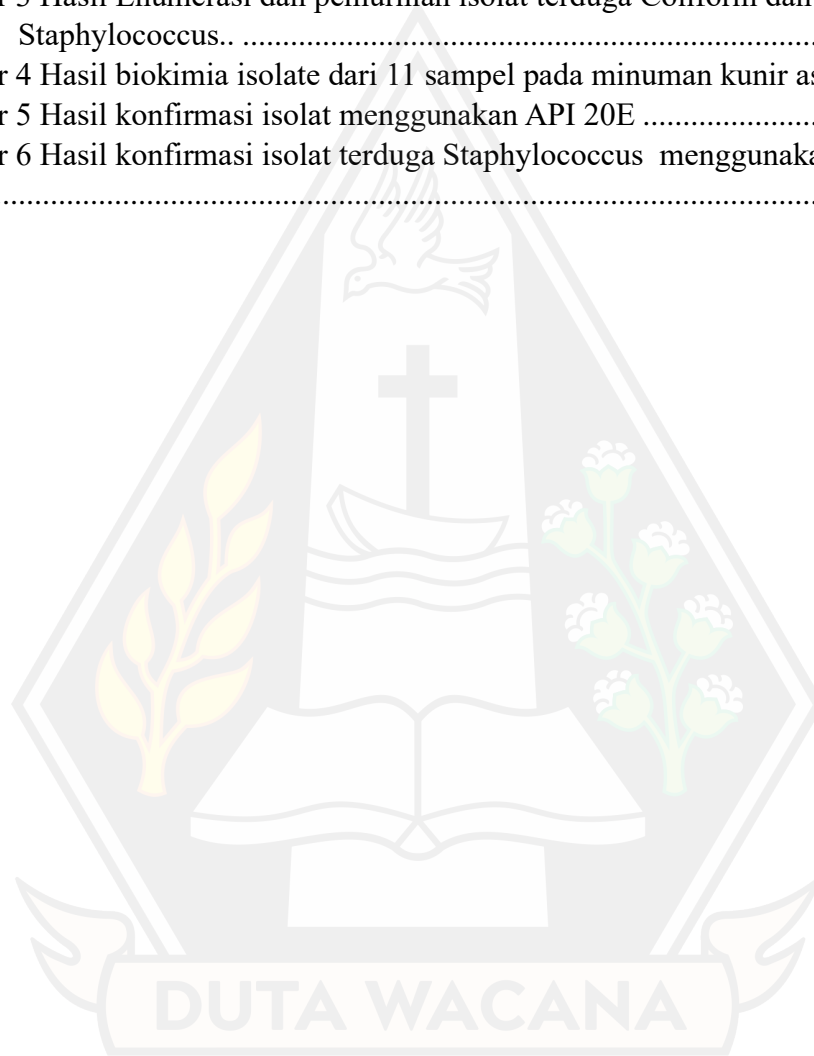 r 3 Hasil Enumerasi dan pemurnian isolat terduga Coliform dan
Staphylococcus.. ..........................................................................
r 4 Hasil biokimia isolate dari 11 sampel pada minuman kunir as
r 5 Hasil konfirmasi isolat menggunakan API 20E ......................
r 6 Hasil konfirmasi isolat terduga Staphylococcus  menggunaka
...................................................................................................
DUTA WACANA